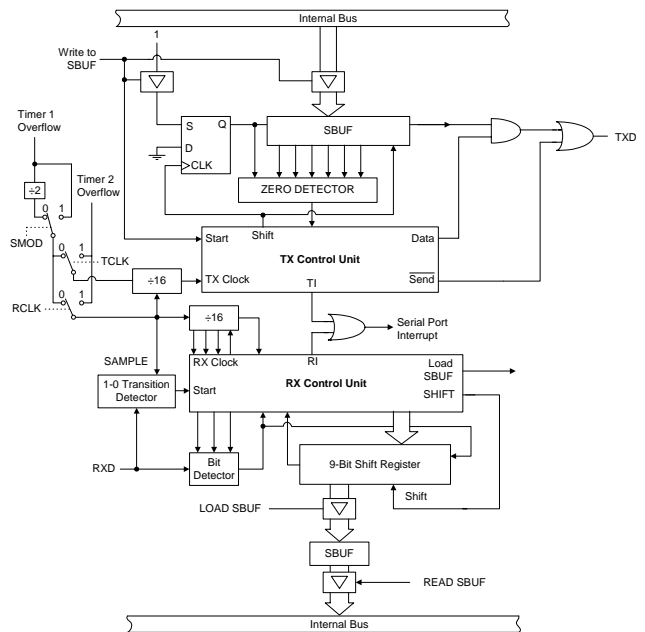 Internal Bus
1
Write to
SBUF
S
Q
D
CLK
SBUF
TXD
Timer 1
Overflow
÷2
Timer 2
Overflow
ZERO DETECTOR
0
1
SMOD
Start
Shift
Data
TX Control Unit
0
1
TCLK
÷16
TX Clock
TI
Send
RCLK
0
1
÷16
Serial Port
Interrupt
SAMPLE
RX Clock
RI
Load
SBUF
1-0 Transition
Detector
Start
RX Control Unit
SHIFT
RXD
Bit
Detector
9-Bit Shift Register
Shift
LOAD SBUF
SBUF
READ SBUF
Internal Bus